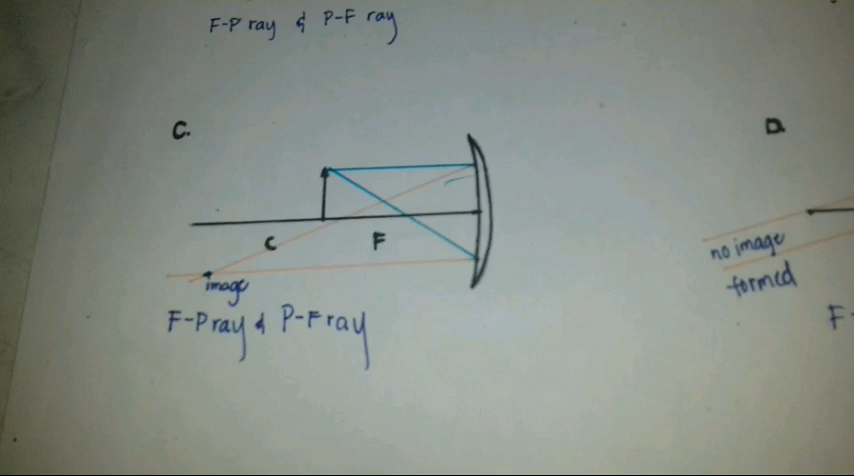 F-P ray & P-F ray
C.
D.
C
F
image
F-P ray & P-F ray
no image
formed
F-